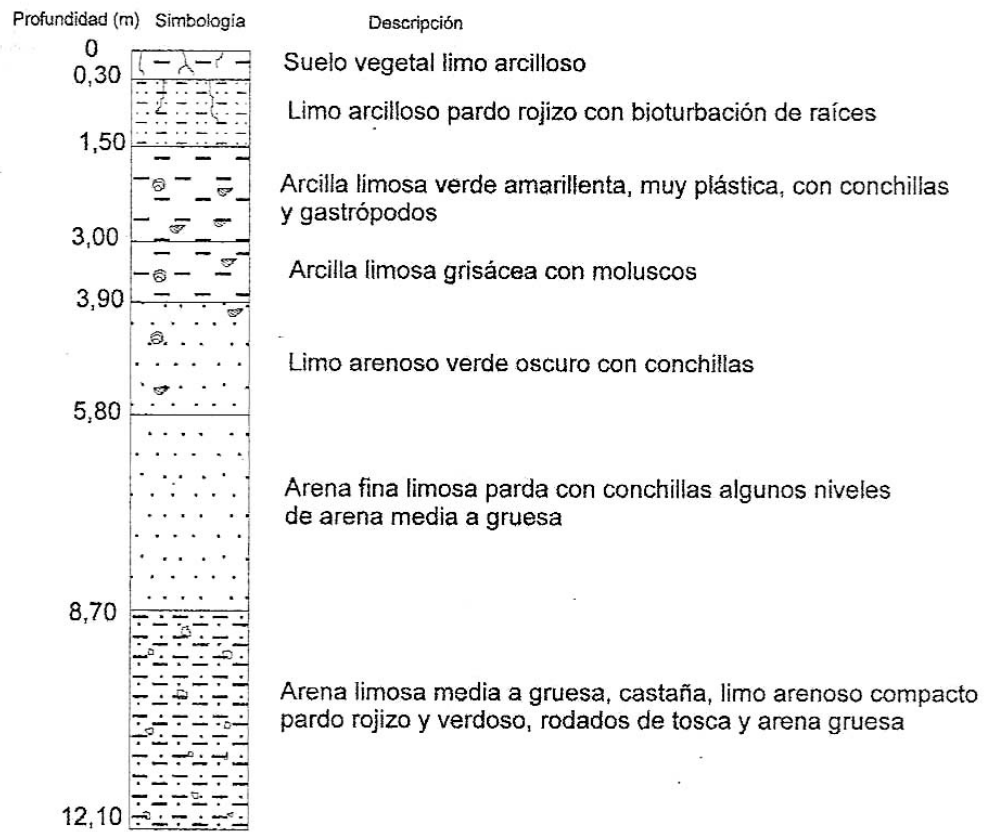 Profundidad (m) Simbología Descripción
0
Suelo vegetal limo arcilloso
0,30
Limo arcilloso pardo rojizo con bioturbación de raíces
1,50
Arcilla limosa verde amarillenta, muy plástica, con conchillas
y gastrópodos
3,00
Arcilla limosa grisácea con moluscos
3,90
Limo arenoso verde oscuro con conchillas
5,80
Arena fina limosa parda con conchillas algunos niveles
de arena media a gruesa
8,70
Arena limosa media a gruesa, castaña, limo arenoso compacto
pardo rojizo y verdoso, rodados de tosca y arena gruesa
12,10